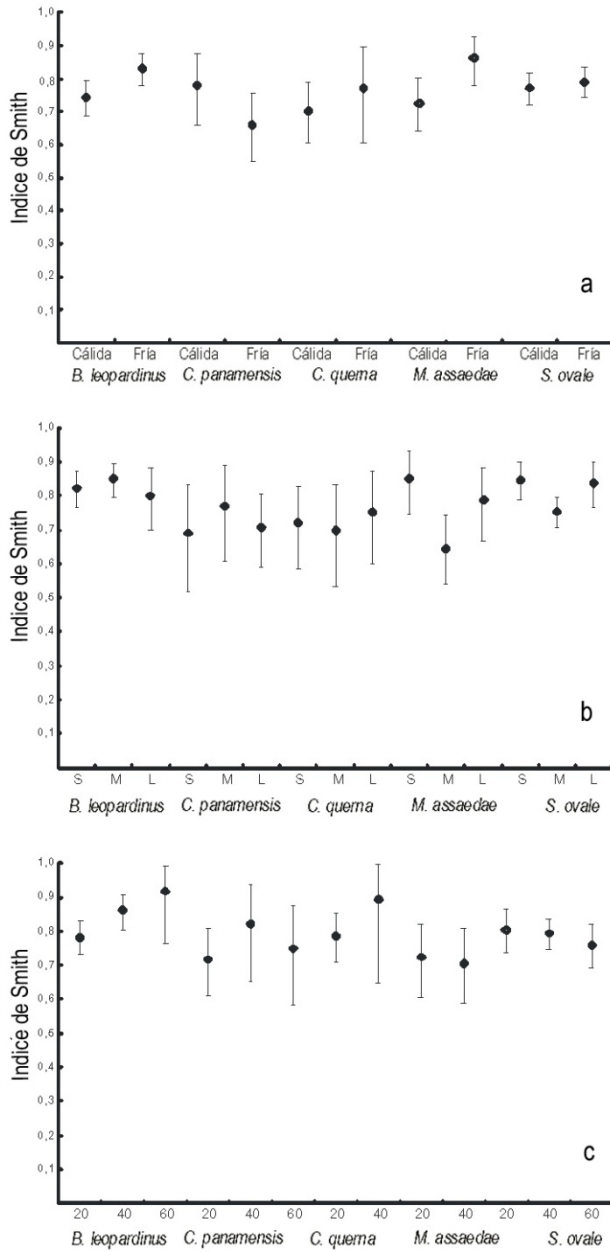 1,0
0,9
0,8
0,7
0,6
0,5
0,4
0,3
0,2
0,1
Indice de Smith
a
Cálida Fría Cálida Fría Cálida Fría Cálida Fría Cálida Fría
B. leopardinus C. panamensis C. querna M. assaedae S. ovale
1,0
0,9
0,8
0,7
0,6
0,5
0,4
0,3
0,2
0,1
Indice de Smith
b
S M L S M L S M L S M L S M L
B. leopardinus C. panamensis C. querna M. assaedae S. ovale
1,0
0,9
0,8
0,7
0,6
0,5
0,4
0,3
0,2
0,1
Indice de Smith
c
20 40 60 20 40 60 20 40 20 40 20 40 60
B. leopardinus C. panamensis C. querna M. assaedae S. ovale